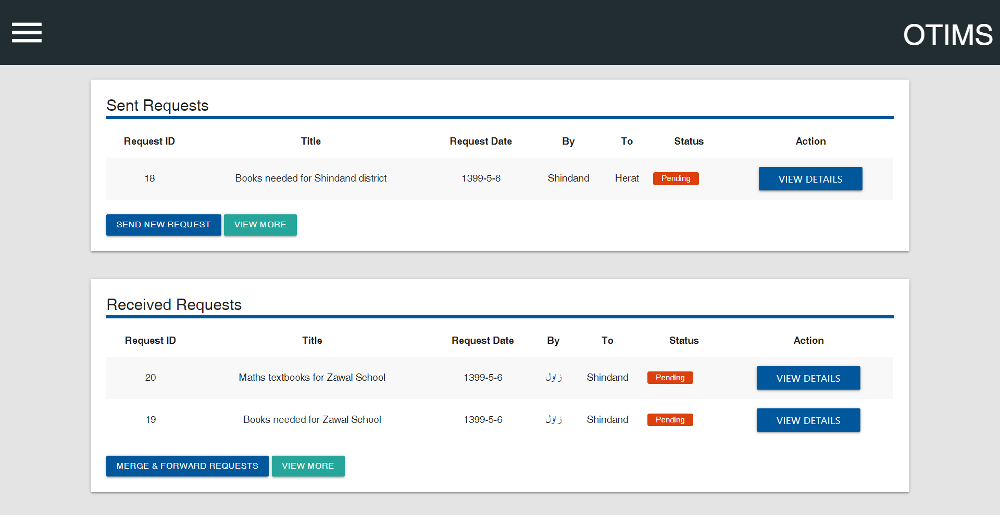 OTIMS
Sent Requests
Request ID Title Request Date By To Status Action
18 Books needed for Shindand district 1399-5-6 Shindand Herat Pending VIEW DETAILS
SEND NEW REQUEST VIEW MORE
Received Requests
Request ID Title Request Date By To Status Action
20 Maths textbooks for Zawal School 1399-5-6 زاول Shindand Pending VIEW DETAILS
19 Books needed for Zawal School 1399-5-6 زاول Shindand Pending VIEW DETAILS
MERGE & FORWARD REQUESTS VIEW MORE